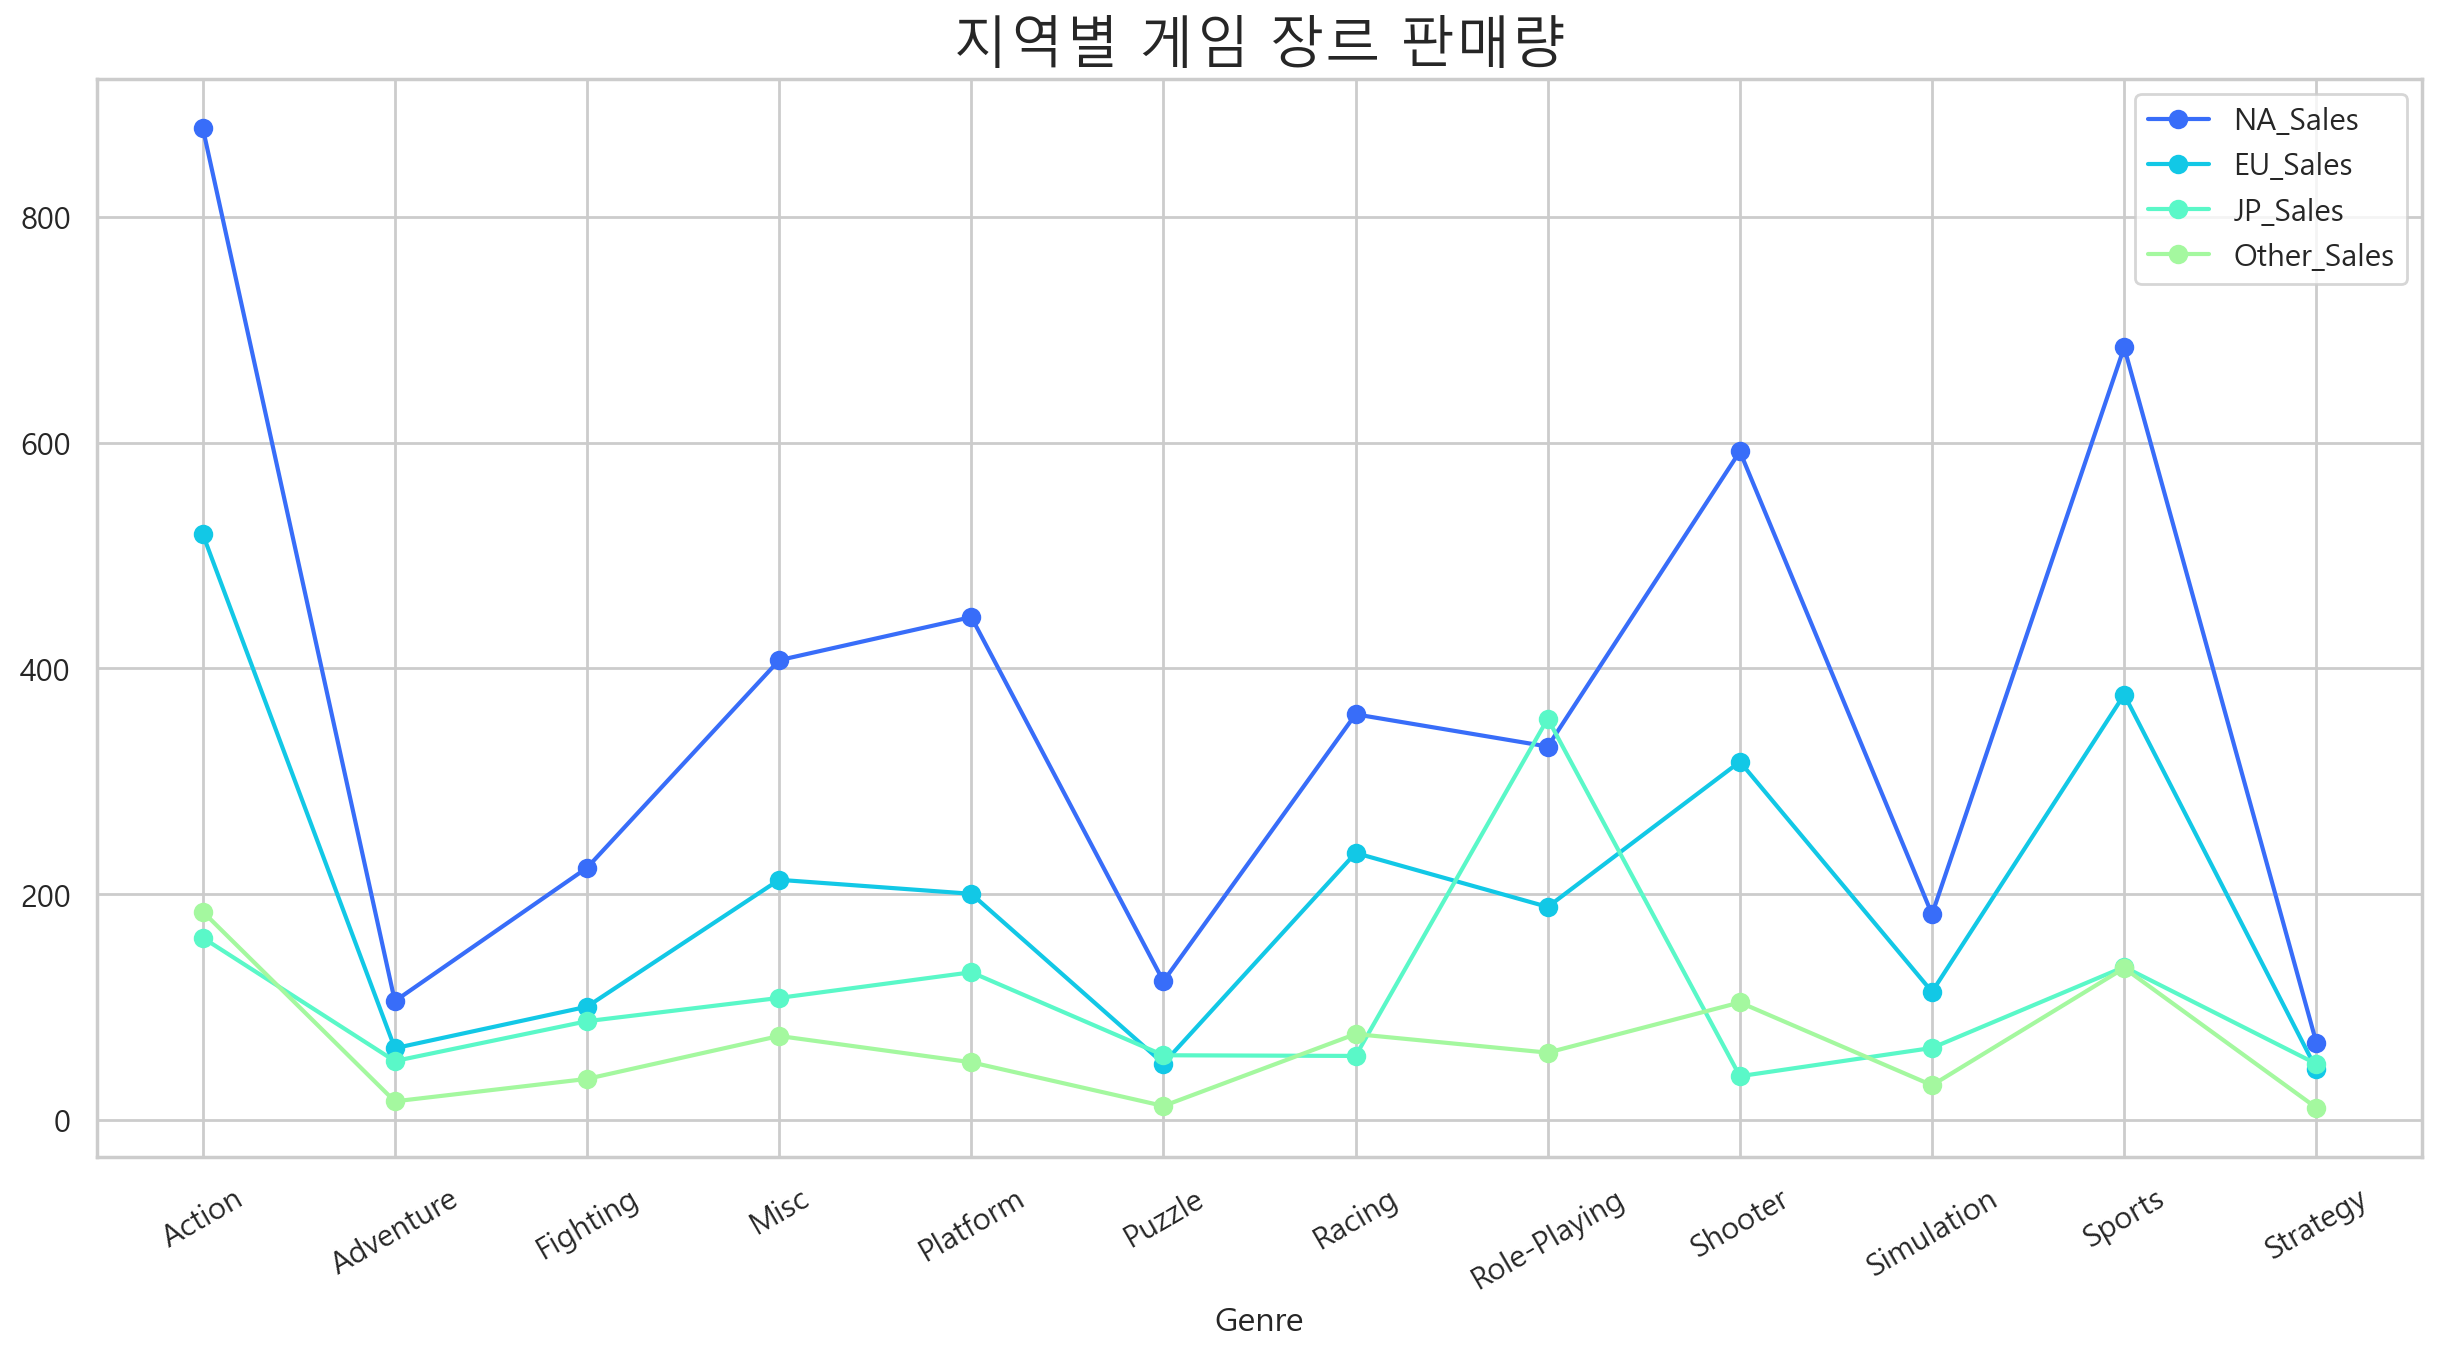 지역별 게임 장르 판매량
NA_Sales
EU_Sales
JP_Sales
Other_Sales
800
600
400
200
0
Action
Adventure
Fighting
Misc
Platform
Puzzle
Racing
Role-Playing
Shooter
Simulation
Sports
Strategy
Genre